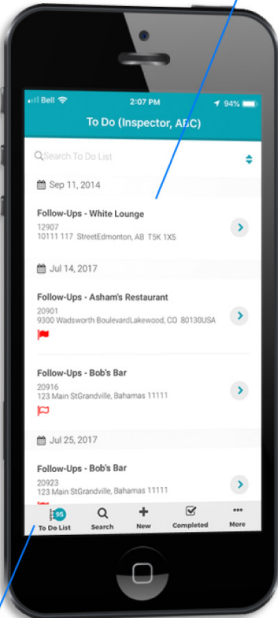 Bell 2:07 PM 94%
To Do (Inspector, ABC)
Search To Do List
Sep 11, 2014
Follow-Ups - White Lounge
12907
10111 117 StreetEdmonton, AB T5K 1X5
Jul 14, 2017
Follow-Ups - Asham's Restaurant
20901
9300 Wadsworth BoulevardLakewood, CO 80130USA
Follow-Ups - Bob's Bar
20916
123 Main StGrandville, Bahamas 11111
Jul 25, 2017
Follow-Ups - Bob's Bar
20923
123 Main StGrandville, Bahamas 11111
95
To Do List Search New Completed More